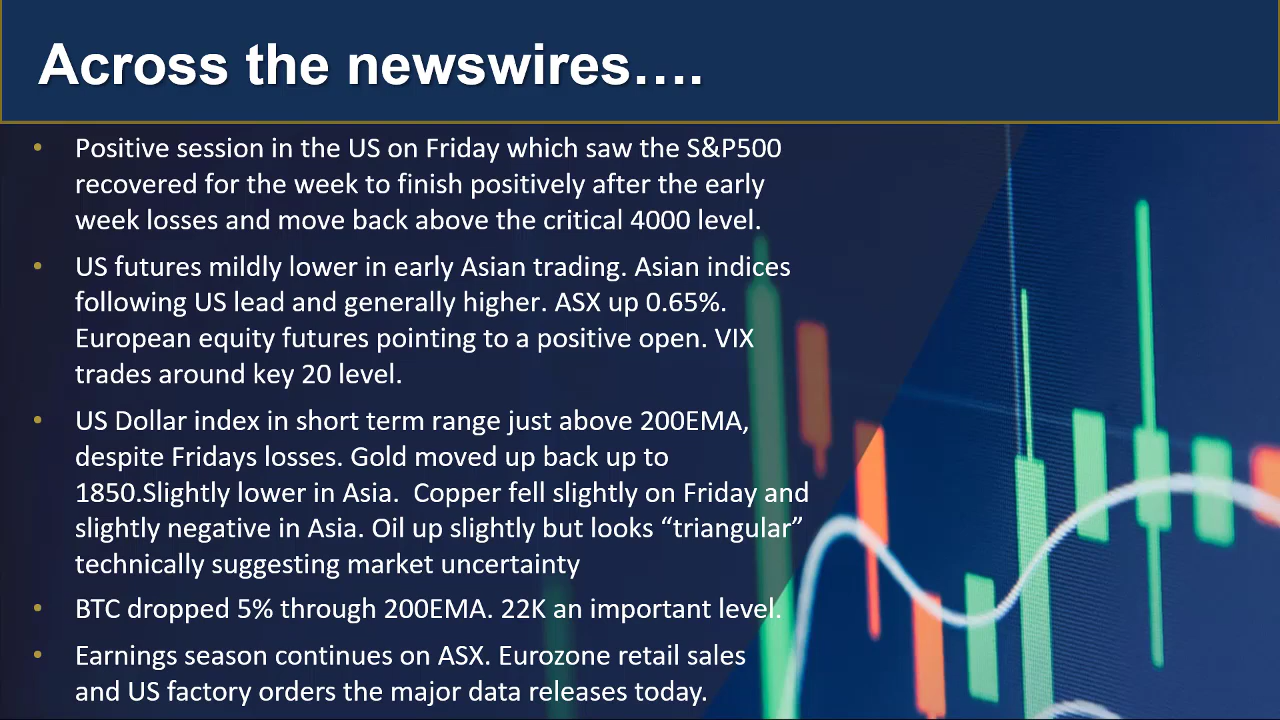 Across the newswires….
• Positive session in the US on Friday which saw the S&P500
recovered for the week to finish positively after the early
week losses and move back above the critical 4000 level.
• US futures mildly lower in early Asian trading. Asian indices
following US lead and generally higher. ASX up 0.65%.
European equity futures pointing to a positive open. VIX
trades around key 20 level.
• US Dollar index in short term range just above 200EMA,
despite Fridays losses. Gold moved up back up to
1850.Slightly lower in Asia.  Copper fell slightly on Friday and
slightly negative in Asia. Oil up slightly but looks “triangular”
technically suggesting market uncertainty
• BTC dropped 5% through 200EMA. 22K an important level.
• Earnings season continues on ASX. Eurozone retail sales
and US factory orders the major data releases today.